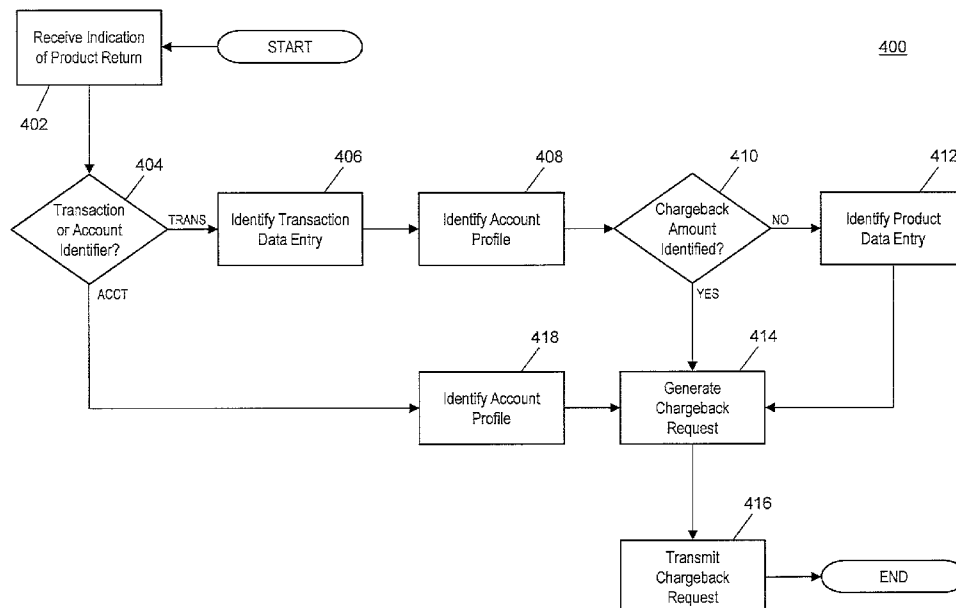 Receive Indication
of Product Return
START
400
402
404
406
408
410
412
Transaction
or Account
Identifier?
TRANS
Identify Transaction
Data Entry
Identify Account
Profile
Chargeback
Amount
Identified?
NO
Identify Product
Data Entry
ACCT
YES
418
414
Identify Account
Profile
Generate
Chargeback
Request
416
Transmit
Chargeback
Request
END